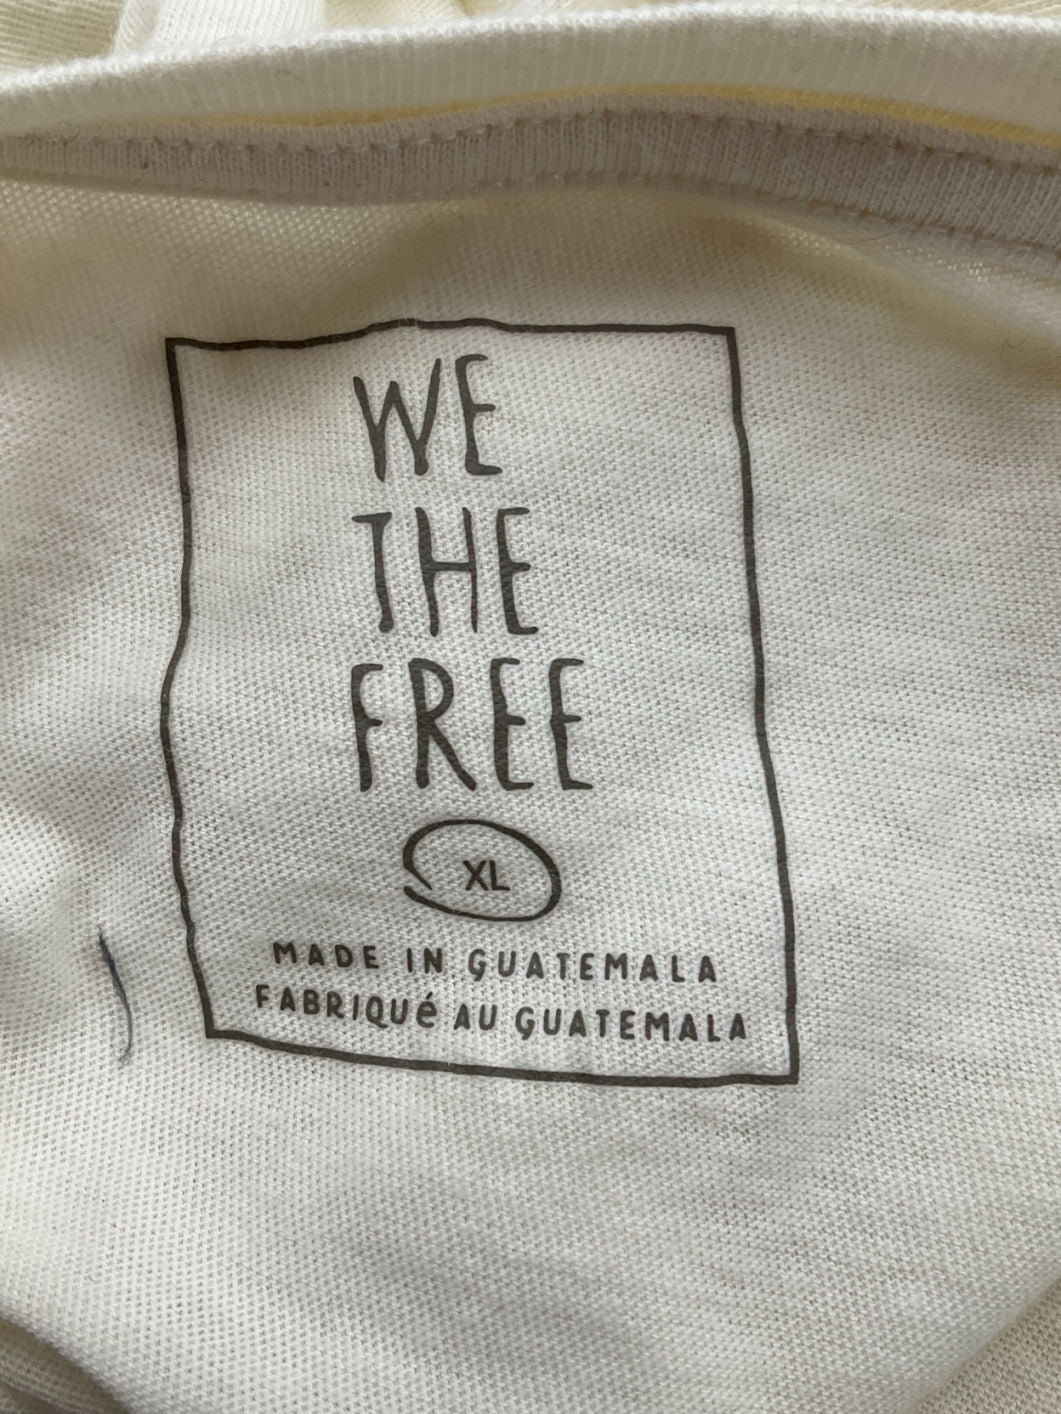 WE
THE
FREE
XL
MADE IN GUATEMALA
FABRIQUé AU GUATEMALA